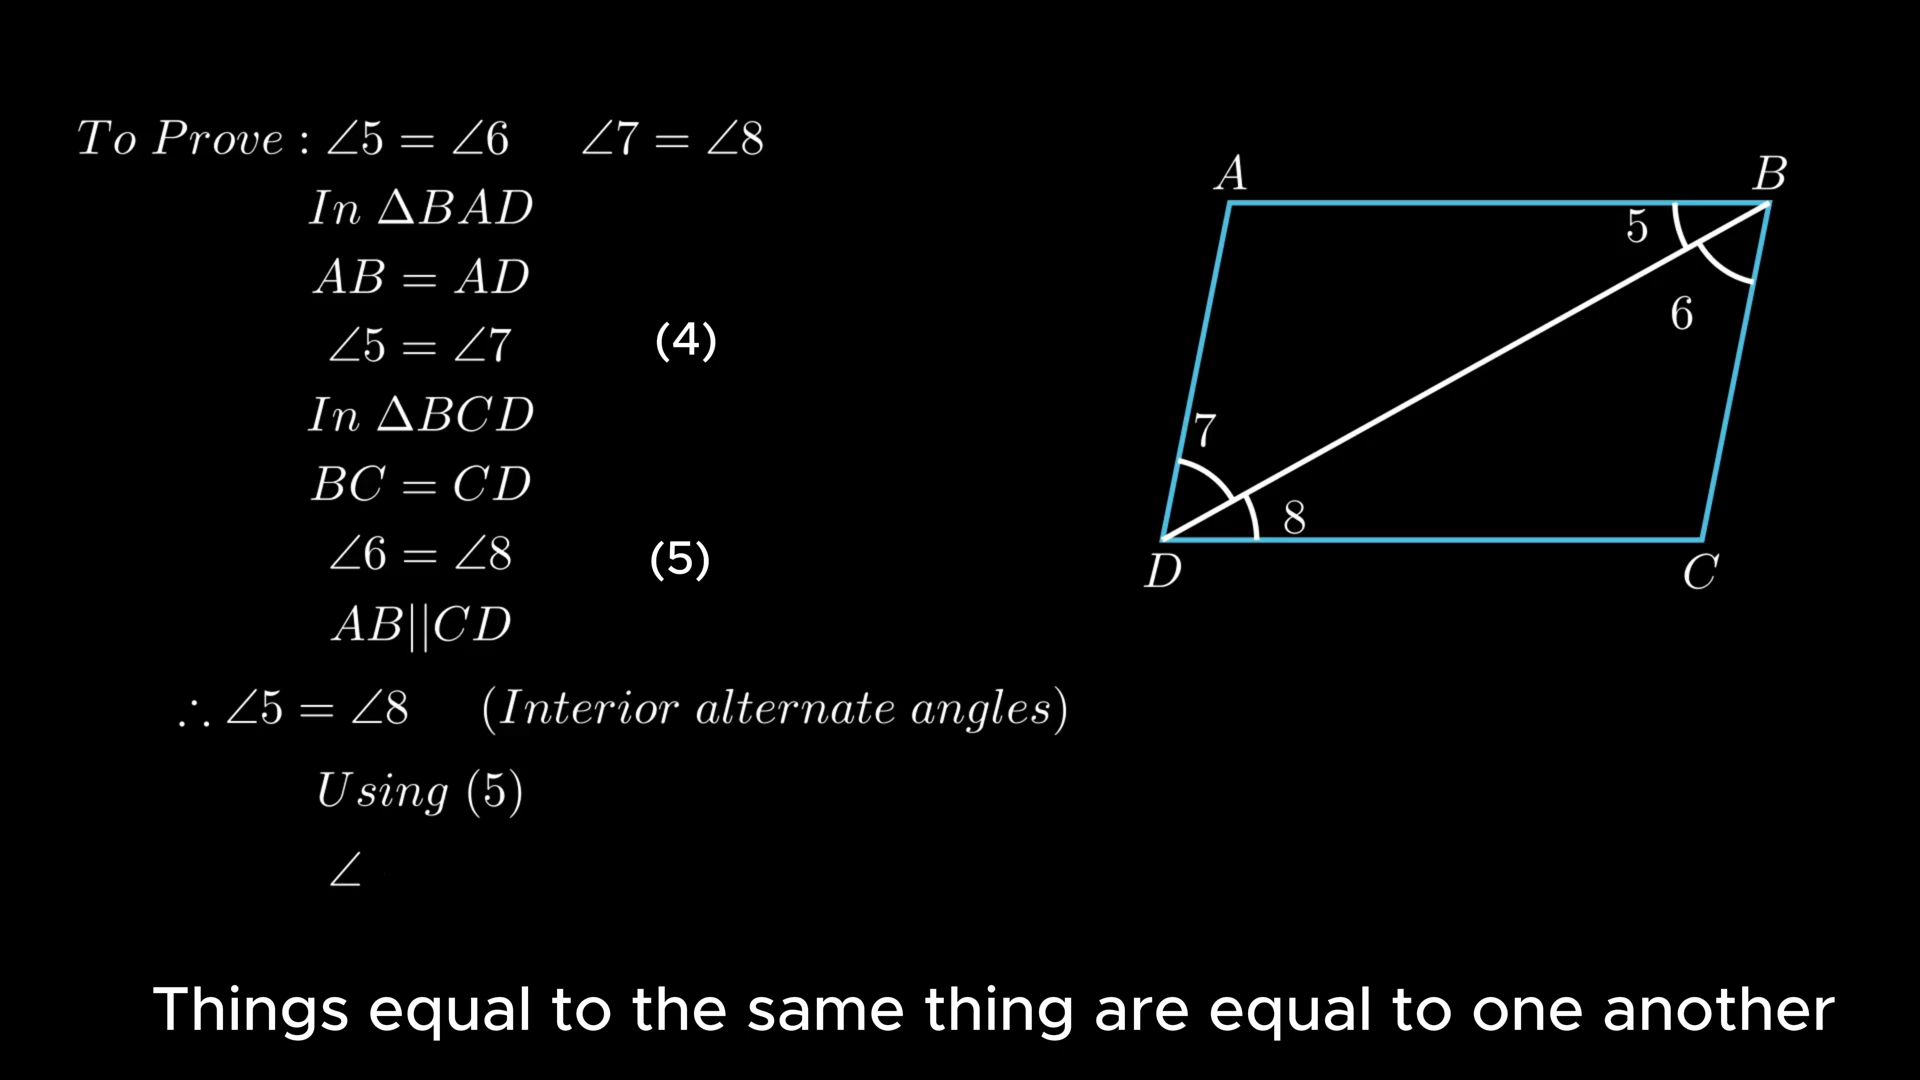 To Prove : ∠5 = ∠6 ∠7 = ∠8
In ΔBAD
AB = AD
∠5 = ∠7 (4)
In ΔBCD
BC = CD
∠6 = ∠8 (5)
AB||CD
∴ ∠5 = ∠8 (Interior alternate angles)
Using (5)
∠
A B
5
6
7
8
D C
Things equal to the same thing are equal to one another